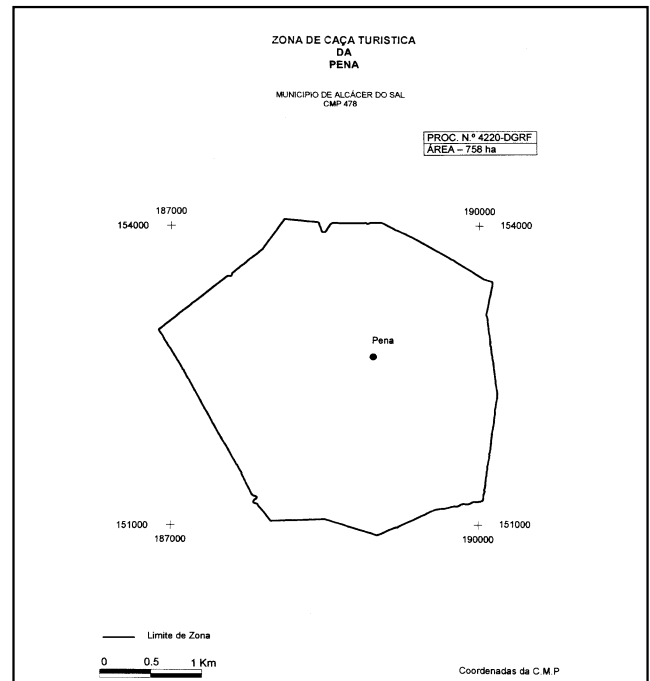 ZONA DE CAÇA TURISTICA
DA
PENA
MUNICIPIO DE ALCÁCER DO SAL
CMP 478
PROC. N.º 4220-DGRF
ÁREA – 758 ha
187000
154000
190000
154000
Pena
151000
187000
151000
190000
Limite de Zona
0 0.5 1 Km
Coordenadas da C.M.P